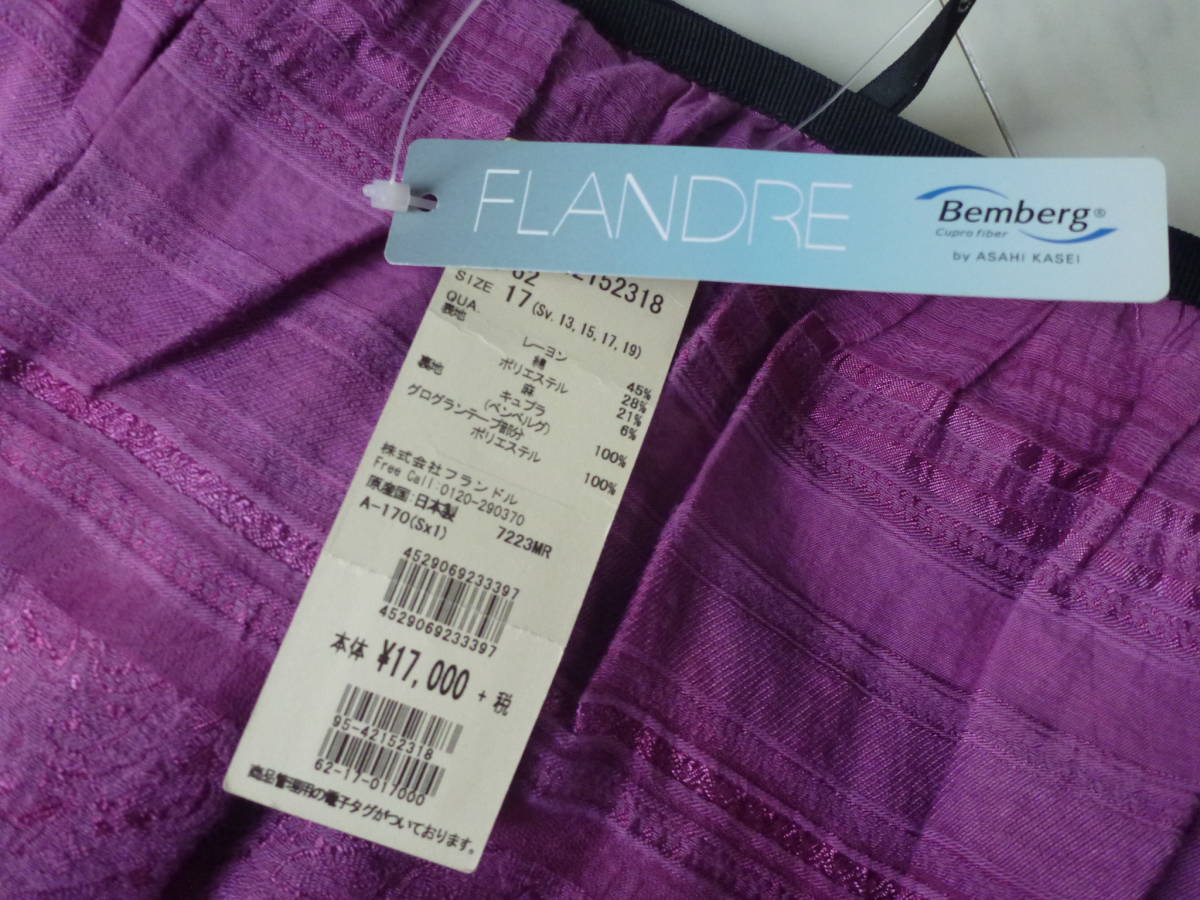 FLANDRE
Bemberg®
Cupro fiber
by ASAHI KASEI
62 42152318
SIZE 17 (Sv. 13, 15, 17, 19)
QUA.
表地
レーヨン 45%
綿 28%
ポリエステル 21%
麻 6%
裏地
キュプラ
(ベンベルグ) 100%
グログランテープ部分
ポリエステル 100%
株式会社フランドル
Free Call:0120-290370
原産国:日本製
A-170(Sx1) 7223MR
4529069233397
4529069233397
本体 ¥17,000 +税
95-42152318
62-17-017000
商品管理用の電子タグがついております。